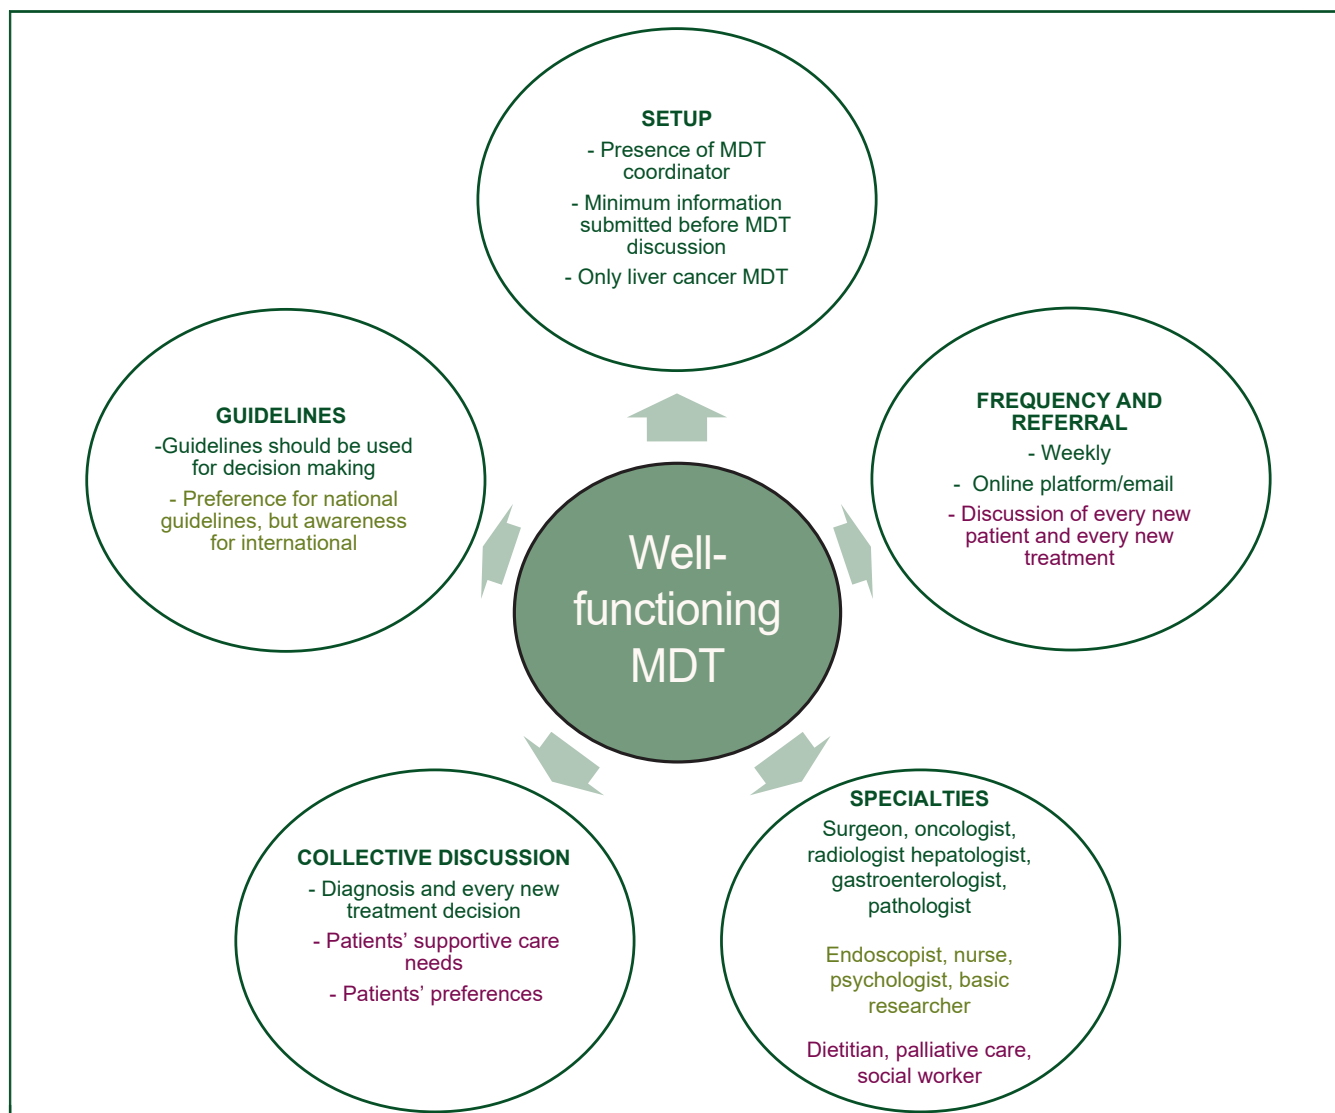 SETUP
- Presence of MDT
coordinator
- Minimum information
submitted before MDT
discussion
- Only liver cancer MDT
GUIDELINES
-Guidelines should be used
for decision making
- Preference for national
guidelines, but awareness
for international
FREQUENCY AND
REFERRAL
- Weekly
- Online platform/email
- Discussion of every new
patient and every new
treatment
Well-
functioning
MDT
COLLECTIVE DISCUSSION
- Diagnosis and every new
treatment decision
- Patients' supportive care
needs
- Patients' preferences
SPECIALTIES
Surgeon, oncologist,
radiologist hepatologist,
gastroenterologist,
pathologist
Endoscopist, nurse,
psychologist, basic
researcher
Dietitian, palliative care,
social worker